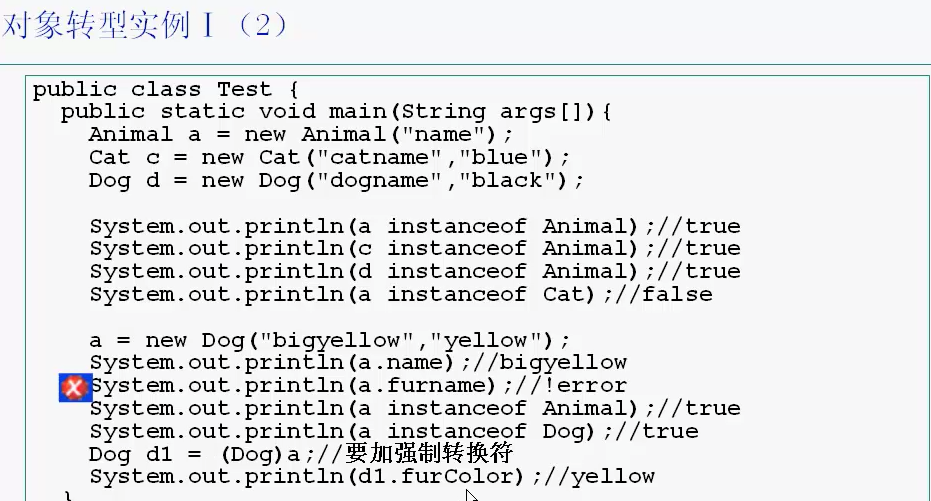 对象转型实例Ⅰ（2）
public class Test {
public static void main(String args[]){
Animal a = new Animal("name");
Cat c = new Cat("catname","blue");
Dog d = new Dog("dogname","black");
System.out.println(a instanceof Animal);//true
System.out.println(c instanceof Animal);//true
System.out.println(d instanceof Animal);//true
System.out.println(a instanceof Cat);//false
a = new Dog("bigyellow","yellow");
System.out.println(a.name);//bigyellow
System.out.println(a.furname);//!error
System.out.println(a instanceof Animal);//true
System.out.println(a instanceof Dog);//true
Dog d1 = (Dog)a;//要加强制转换符
System.out.println(d1.furColor);//yellow
}